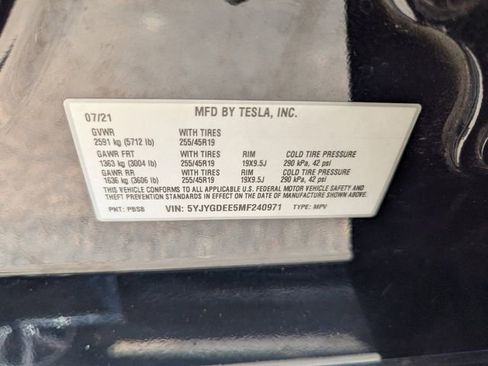 07/21 MFD BY TESLA, INC.
GVWR WITH TIRES
2591 kg (5712 lb) 255/45R19
GAWR FRT WITH TIRES RIM COLD TIRE PRESSURE
1363 kg (3004 lb) 255/45R19 19X9.5J 290 kPa, 42 psi
GAWR RR WITH TIRES RIM COLD TIRE PRESSURE
1636 kg (3606 lb) 255/45R19 19X9.5J 290 kPa, 42 psi
THIS VEHICLE CONFORMS TO ALL APPLICABLE U.S. FEDERAL MOTOR VEHICLE SAFETY AND
THEFT PREVENTION STANDARDS IN EFFECT ON THE DATE OF MANUFACTURE SHOWN ABOVE.
PNT: PBSB VIN: 5YJYGDEE5MF240971 TYPE: MPV